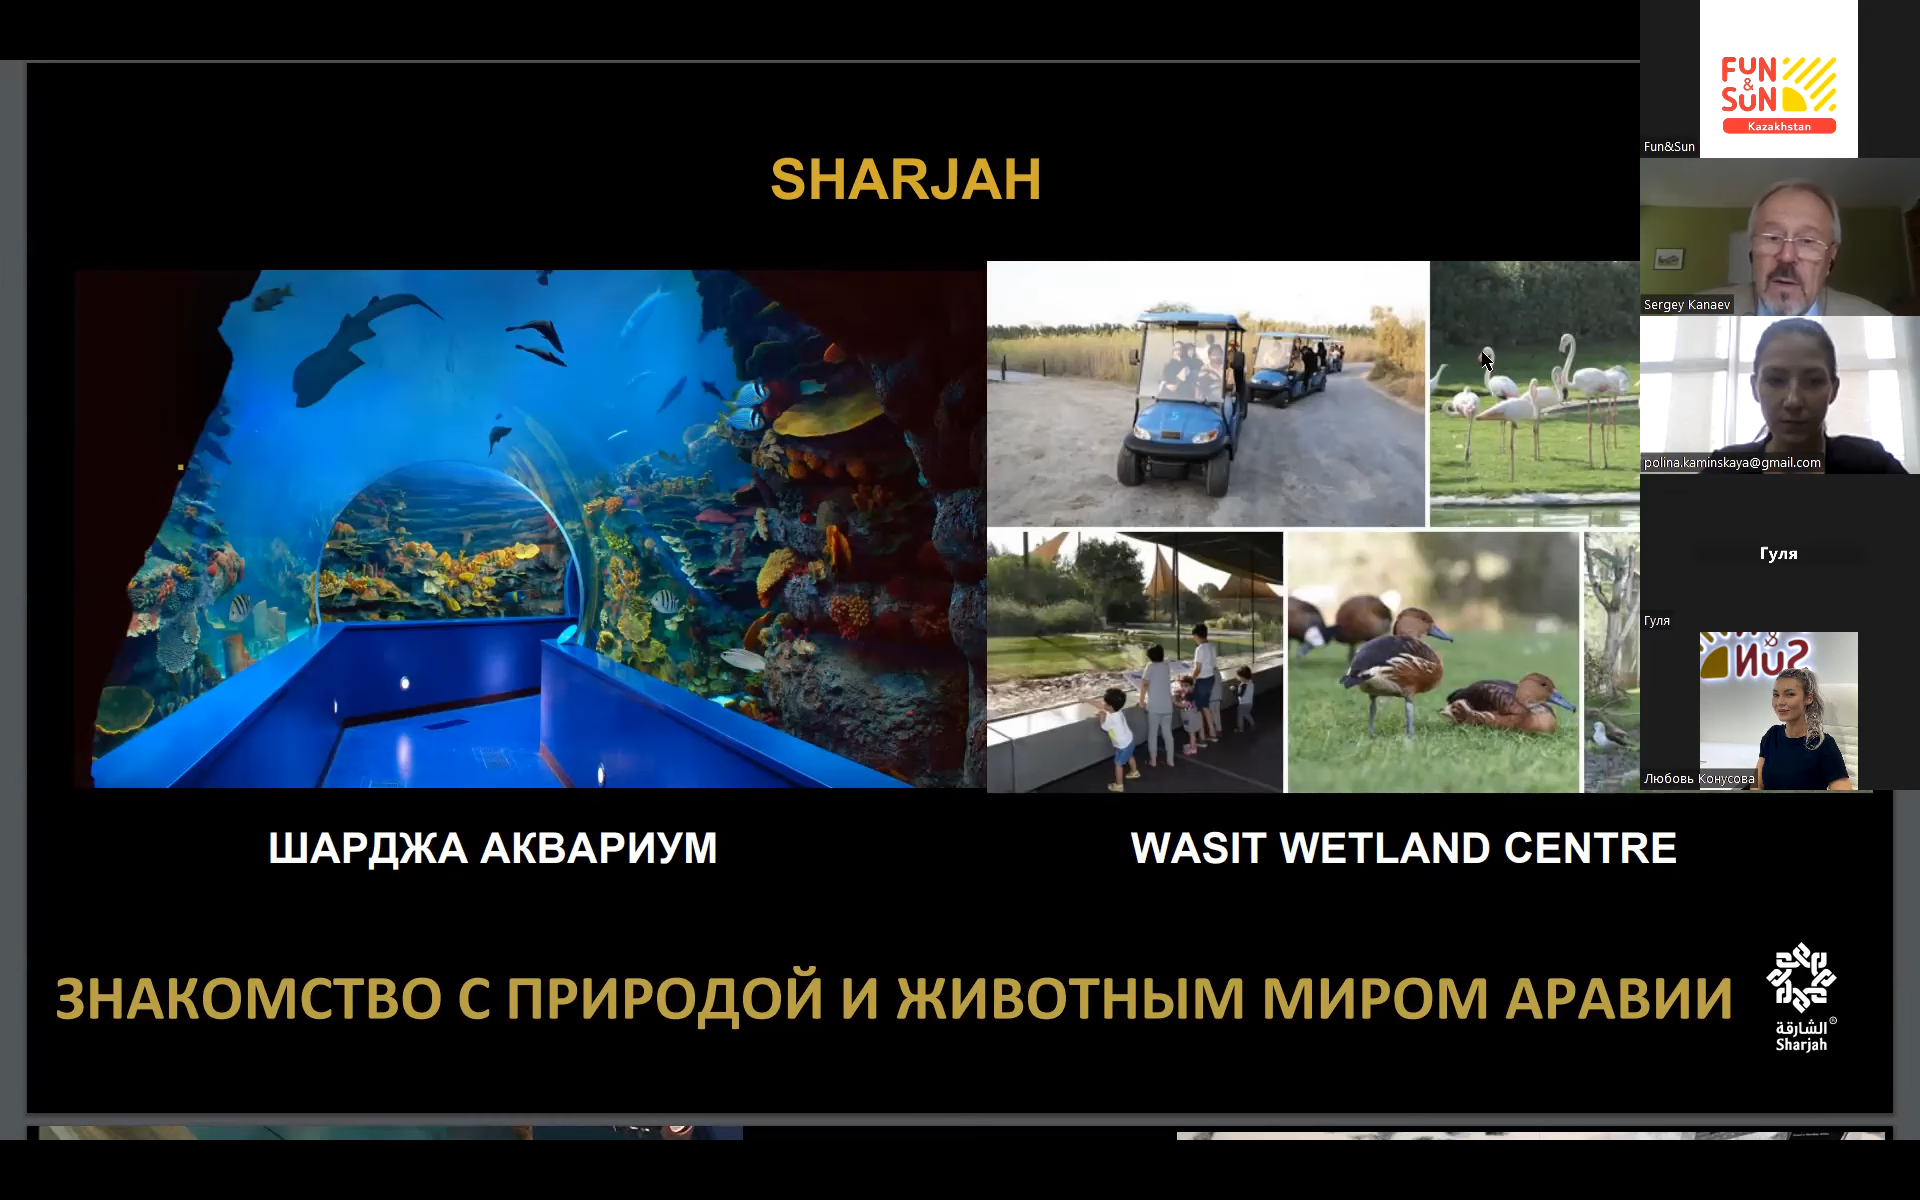 SHARJAH
ШАРДЖА АКВАРИУМ
WASIT WETLAND CENTRE
ЗНАКОМСТВО С ПРИРОДОЙ И ЖИВОТНЫМ МИРОМ АРАВИИ
الشارقة
Sharjah
FUN
&
SUN
Kazakhstan
Fun&Sun
Sergey Kanaev
polina.kaminskaya@gmail.com
Гуля
Гуля
&
SUN
Любовь Конусова